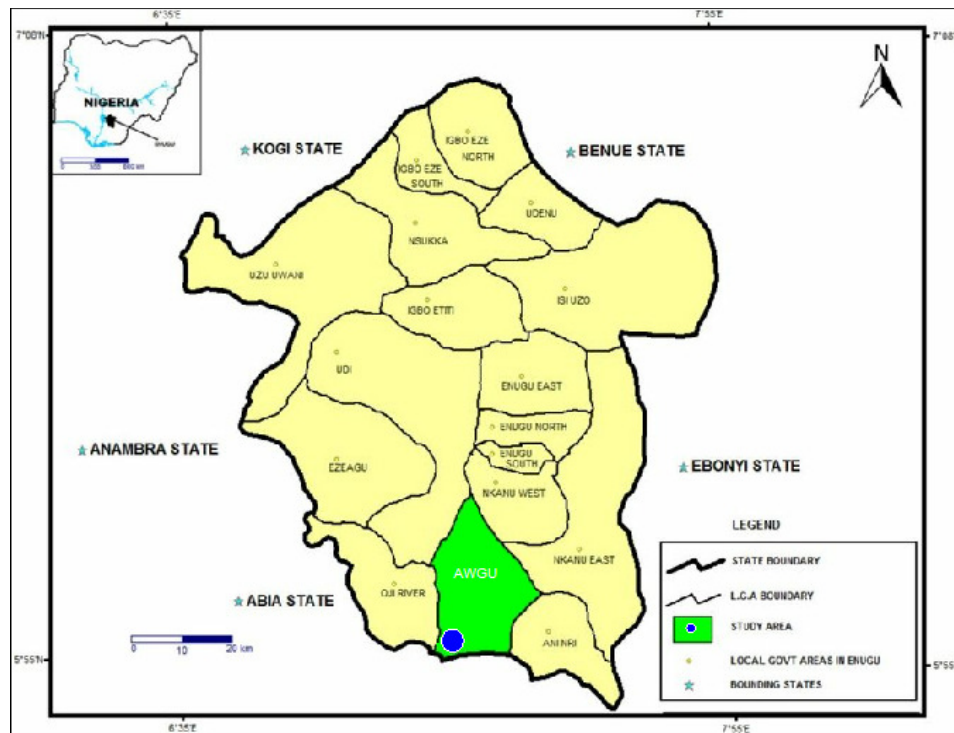 6°35'E
7°55'E
7°08'N
7°08'
NIGERIA
ENUGU
N
KOGI STATE
BENUE STATE
IGBO EZE
NORTH
IGBO EZE
SOUTH
UDENU
NSUKKA
UZU UWANI
ISI UZO
IGBO ETITI
UDI
ENUGU EAST
ENUGU NORTH
ANAMBRA STATE
ENUGU
SOUTH
EZEAGU
EBONYI STATE
NKANU WEST
LEGEND
NKANU EAST
STATE BOUNDARY
AWGU
OJI RIVER
ABIA STATE
L.G.A BOUNDARY
STUDY AREA
ANINRI
0 10 20 km
5°55'N
5°55'
LOCAL GOVT AREAS IN ENUGU
BOUNDING STATES
6°35'E
7°55'E